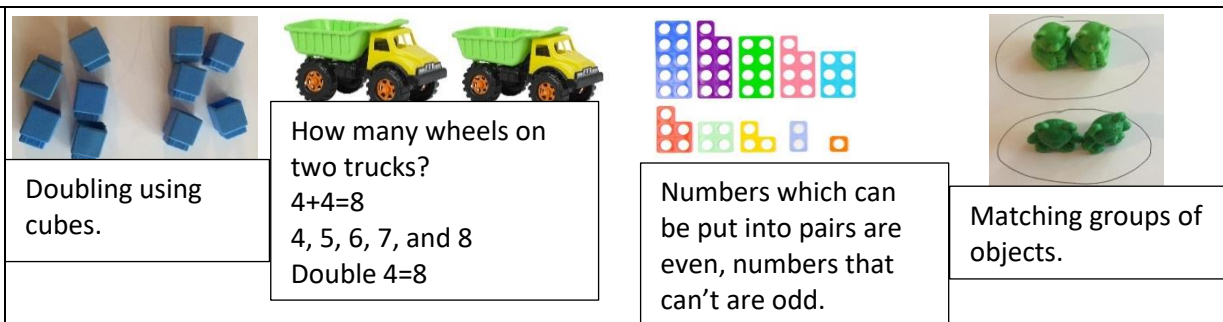 Doubling using
cubes.
How many wheels on
two trucks?
4+4=8
4, 5, 6, 7, and 8
Double 4=8
Numbers which can
be put into pairs are
even, numbers that
can’t are odd.
Matching groups of
objects.